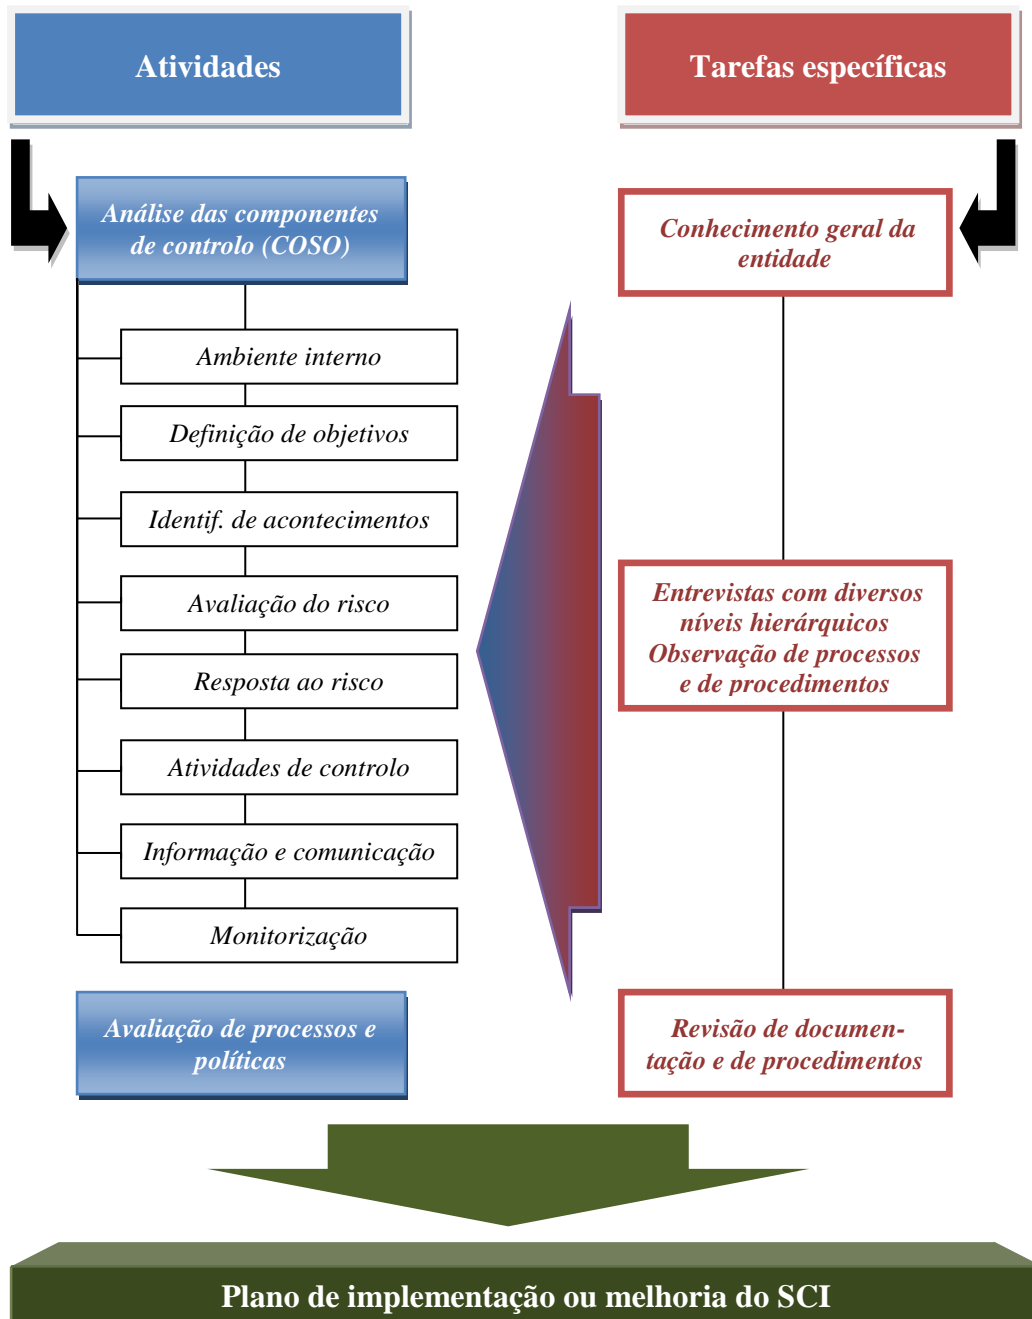 Atividades
Tarefas específicas
Análise das componentes
de controlo (COSO)
Ambiente interno
Definição de objetivos
Identif. de acontecimentos
Avaliação do risco
Resposta ao risco
Atividades de controlo
Informação e comunicação
Monitorização
Avaliação de processos e
políticas
Conhecimento geral da
entidade
Entrevistas com diversos
níveis hierárquicos
Observação de processos
e de procedimentos
Revisão de documen-
tação e de procedimentos
Plano de implementação ou melhoria do SCI